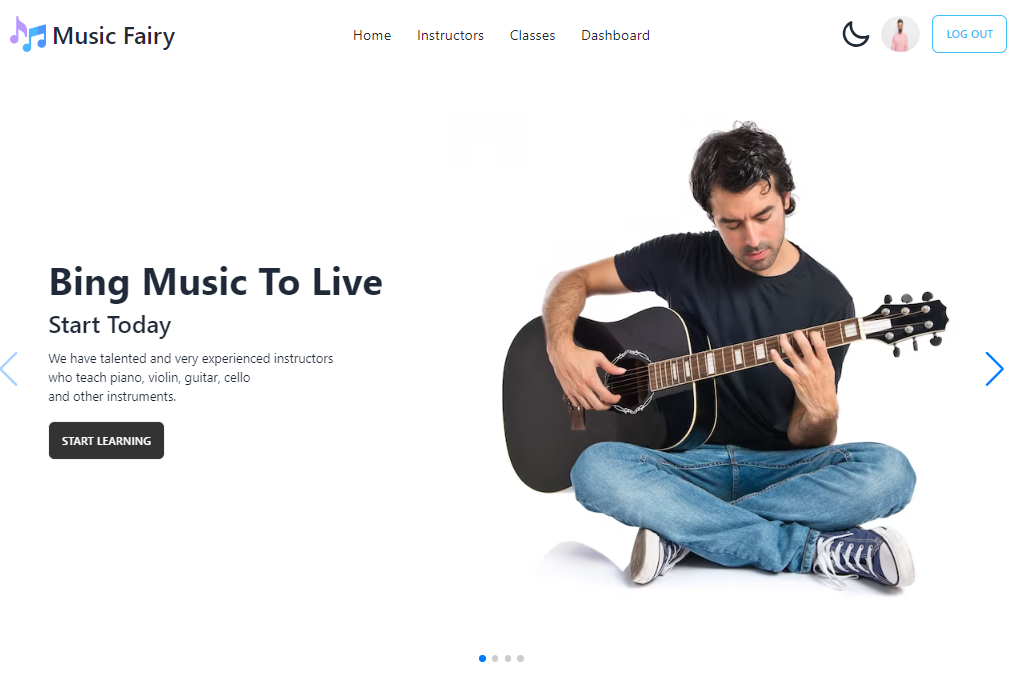 Music Fairy
Home Instructors Classes Dashboard
LOG OUT
Bing Music To Live
Start Today
We have talented and very experienced instructors
who teach piano, violin, guitar, cello
and other instruments.
START LEARNING